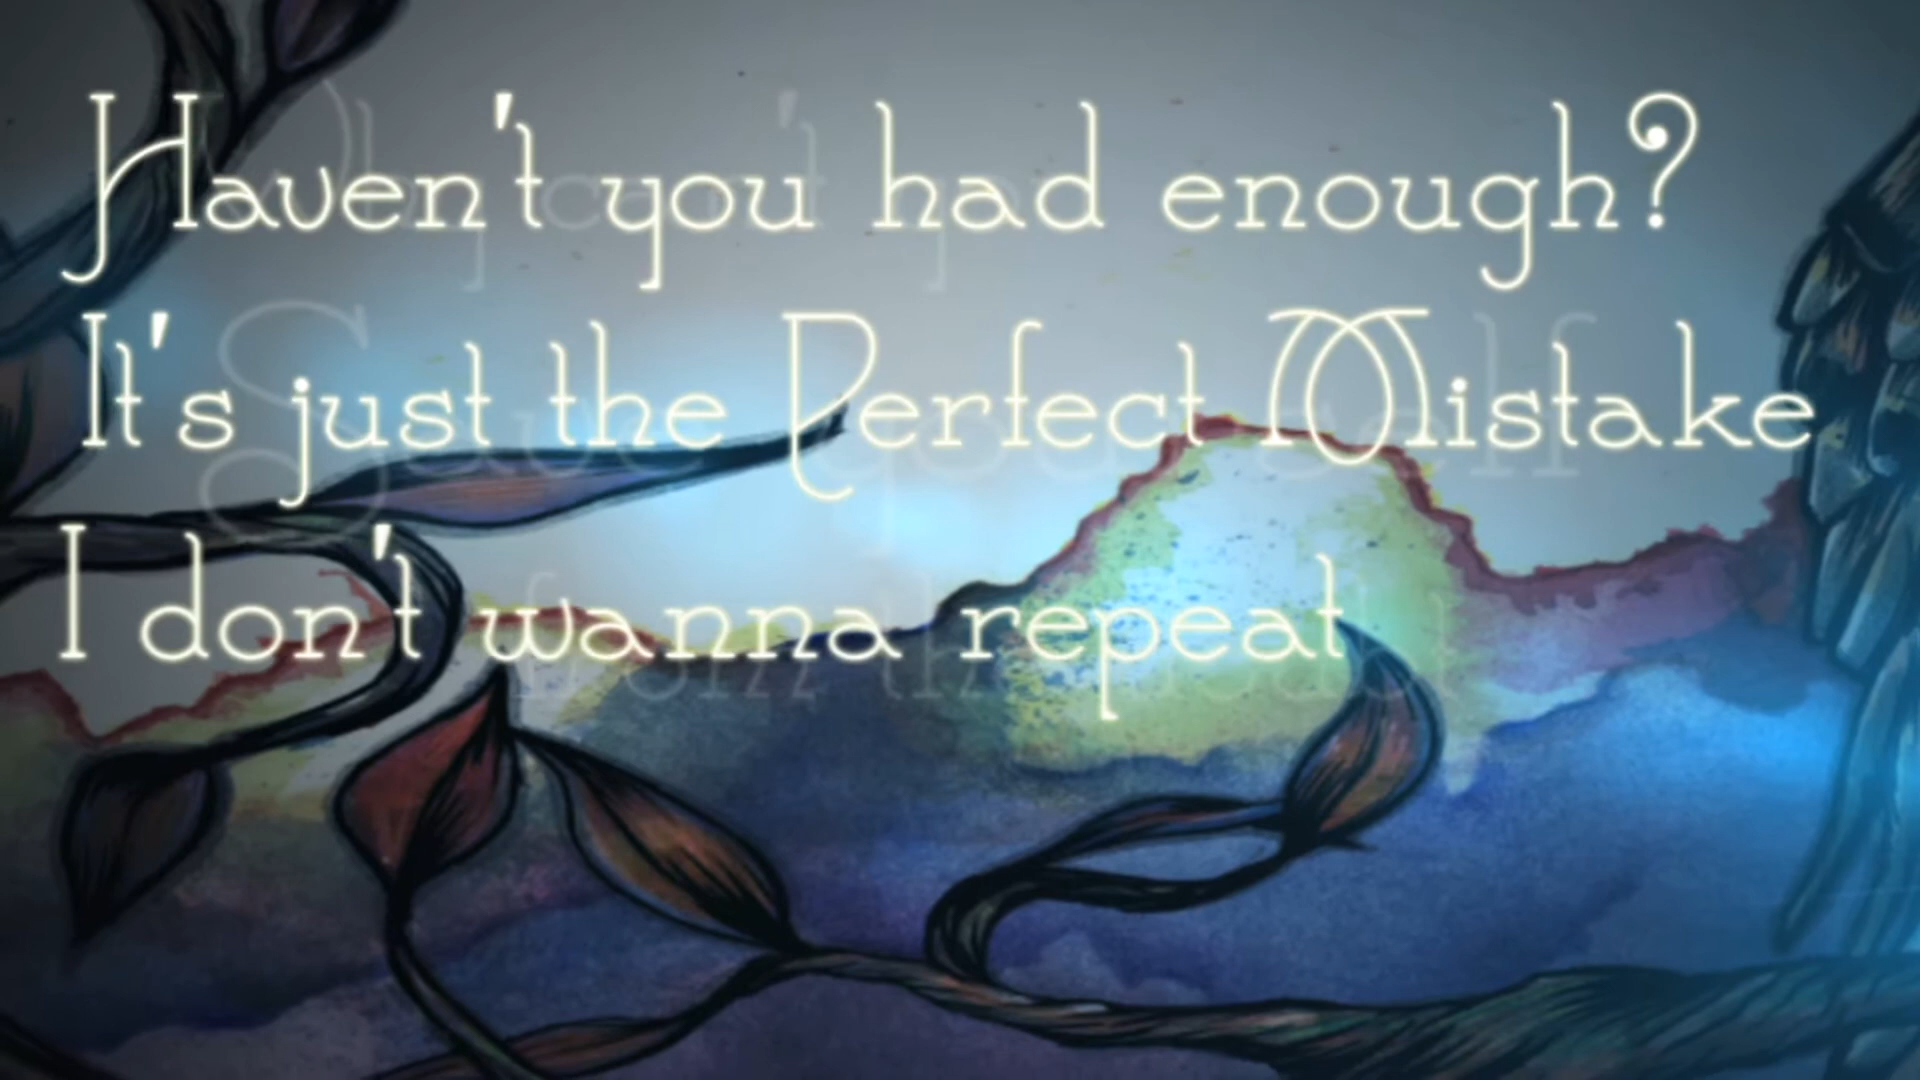 Haven't you had enough?
It's just the Perfect Mistake
I don't wanna repeat